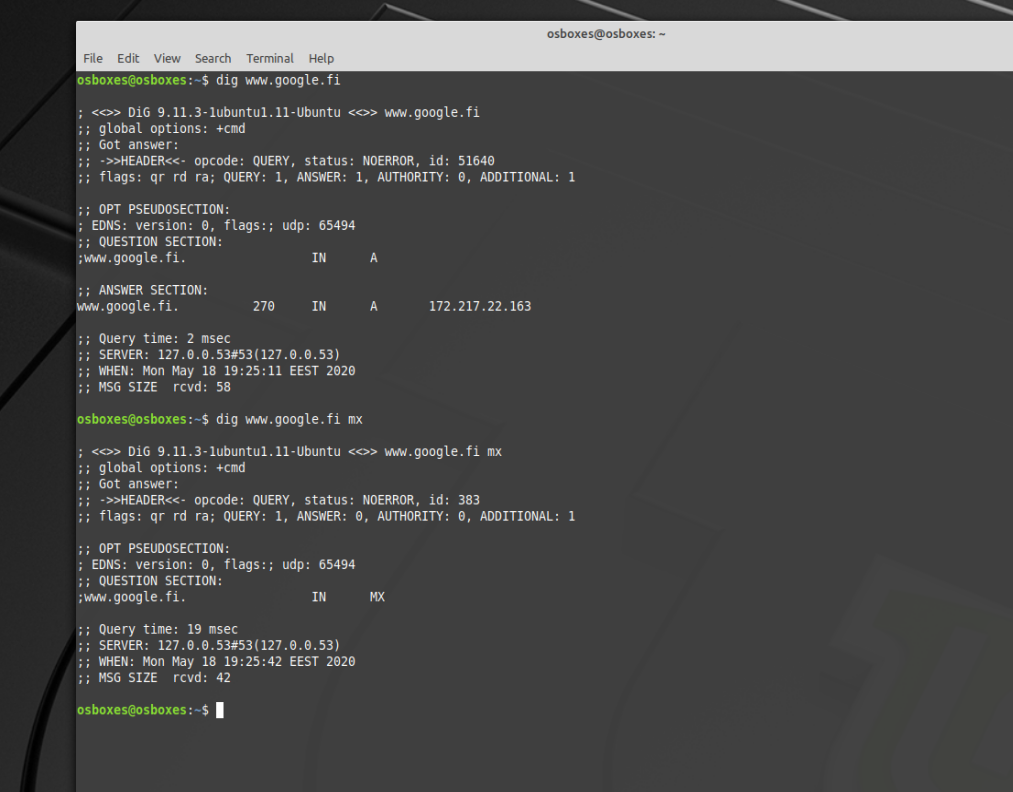 osboxes@osboxes: ~
File Edit View Search Terminal Help
osboxes@osboxes:~$ dig www.google.fi
; <<>> DiG 9.11.3-1ubuntu1.11-Ubuntu <<>> www.google.fi
;; global options: +cmd
;; Got answer:
;; ->>HEADER<<- opcode: QUERY, status: NOERROR, id: 51640
;; flags: qr rd ra; QUERY: 1, ANSWER: 1, AUTHORITY: 0, ADDITIONAL: 1
;; OPT PSEUDOSECTION:
; EDNS: version: 0, flags:; udp: 65494
;; QUESTION SECTION:
;www.google.fi. IN A
;; ANSWER SECTION:
www.google.fi. 270 IN A 172.217.22.163
;; Query time: 2 msec
;; SERVER: 127.0.0.53#53(127.0.0.53)
;; WHEN: Mon May 18 19:25:11 EEST 2020
;; MSG SIZE rcvd: 58
osboxes@osboxes:~$ dig www.google.fi mx
; <<>> DiG 9.11.3-1ubuntu1.11-Ubuntu <<>> www.google.fi mx
;; global options: +cmd
;; Got answer:
;; ->>HEADER<<- opcode: QUERY, status: NOERROR, id: 383
;; flags: qr rd ra; QUERY: 1, ANSWER: 0, AUTHORITY: 0, ADDITIONAL: 1
;; OPT PSEUDOSECTION:
; EDNS: version: 0, flags:; udp: 65494
;; QUESTION SECTION:
;www.google.fi. IN MX
;; Query time: 19 msec
;; SERVER: 127.0.0.53#53(127.0.0.53)
;; WHEN: Mon May 18 19:25:42 EEST 2020
;; MSG SIZE rcvd: 42
osboxes@osboxes:~$